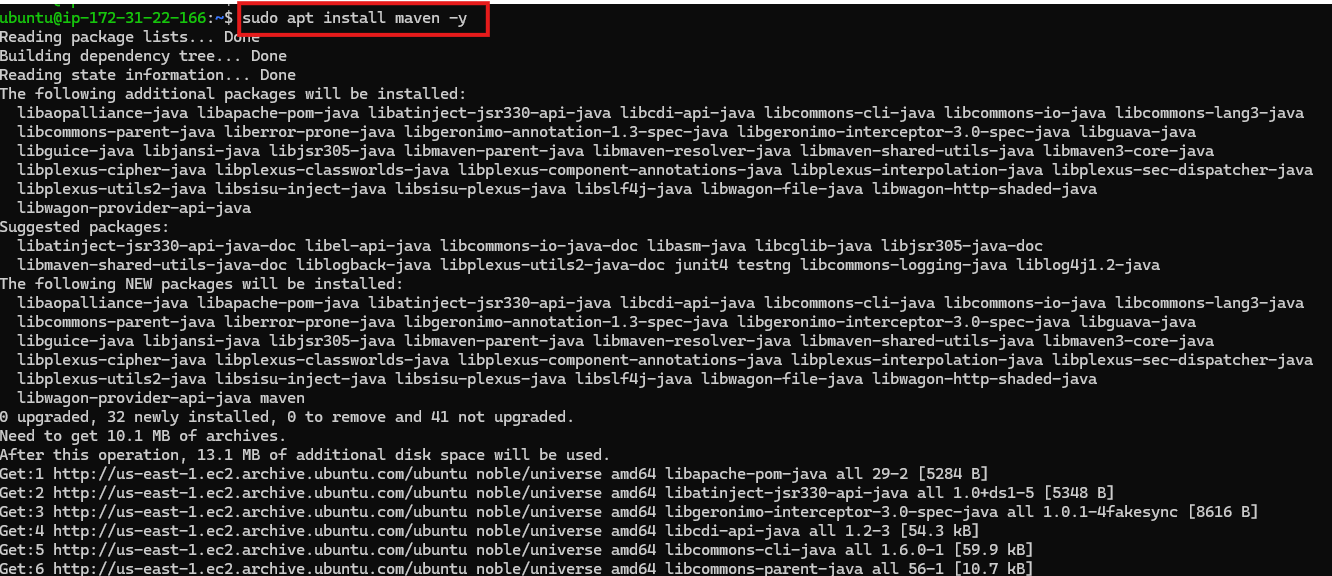 ubuntu@ip-172-31-22-166:~$ sudo apt install maven -y
Reading package lists... Done
Building dependency tree... Done
Reading state information... Done
The following additional packages will be installed:
  libaopalliance-java libapache-pom-java libatinject-jsr330-api-java libcdi-api-java libcommons-cli-java libcommons-io-java libcommons-lang3-java
  libcommons-parent-java liberror-prone-java libgeronimo-annotation-1.3-spec-java libgeronimo-interceptor-3.0-spec-java libguava-java
  libguice-java libjansi-java libjsr305-java libmaven-parent-java libmaven-resolver-java libmaven-shared-utils-java libmaven3-core-java
  libplexus-cipher-java libplexus-classworlds-java libplexus-component-annotations-java libplexus-interpolation-java libplexus-sec-dispatcher-java
  libplexus-utils2-java libsisu-inject-java libsisu-plexus-java libslf4j-java libwagon-file-java libwagon-http-shaded-java
  libwagon-provider-api-java
Suggested packages:
  libatinject-jsr330-api-java-doc libel-api-java libcommons-io-java-doc libasm-java libcglib-java libjsr305-java-doc
  libmaven-shared-utils-java-doc liblogback-java libplexus-utils2-java-doc junit4 testng libcommons-logging-java liblog4j1.2-java
The following NEW packages will be installed:
  libaopalliance-java libapache-pom-java libatinject-jsr330-api-java libcdi-api-java libcommons-cli-java libcommons-io-java libcommons-lang3-java
  libcommons-parent-java liberror-prone-java libgeronimo-annotation-1.3-spec-java libgeronimo-interceptor-3.0-spec-java libguava-java
  libguice-java libjansi-java libjsr305-java libmaven-parent-java libmaven-resolver-java libmaven-shared-utils-java libmaven3-core-java
  libplexus-cipher-java libplexus-classworlds-java libplexus-component-annotations-java libplexus-interpolation-java libplexus-sec-dispatcher-java
  libplexus-utils2-java libsisu-inject-java libsisu-plexus-java libslf4j-java libwagon-file-java libwagon-http-shaded-java
  libwagon-provider-api-java maven
0 upgraded, 32 newly installed, 0 to remove and 41 not upgraded.
Need to get 10.1 MB of archives.
After this operation, 13.1 MB of additional disk space will be used.
Get:1 http://us-east-1.ec2.archive.ubuntu.com/ubuntu noble/universe amd64 libapache-pom-java all 29-2 [5284 B]
Get:2 http://us-east-1.ec2.archive.ubuntu.com/ubuntu noble/universe amd64 libatinject-jsr330-api-java all 1.0+ds1-5 [5348 B]
Get:3 http://us-east-1.ec2.archive.ubuntu.com/ubuntu noble/universe amd64 libgeronimo-interceptor-3.0-spec-java all 1.0.1-4fakesync [8616 B]
Get:4 http://us-east-1.ec2.archive.ubuntu.com/ubuntu noble/universe amd64 libcdi-api-java all 1.2-3 [54.3 kB]
Get:5 http://us-east-1.ec2.archive.ubuntu.com/ubuntu noble/universe amd64 libcommons-cli-java all 1.6.0-1 [59.9 kB]
Get:6 http://us-east-1.ec2.archive.ubuntu.com/ubuntu noble/universe amd64 libcommons-parent-java all 56-1 [10.7 kB]